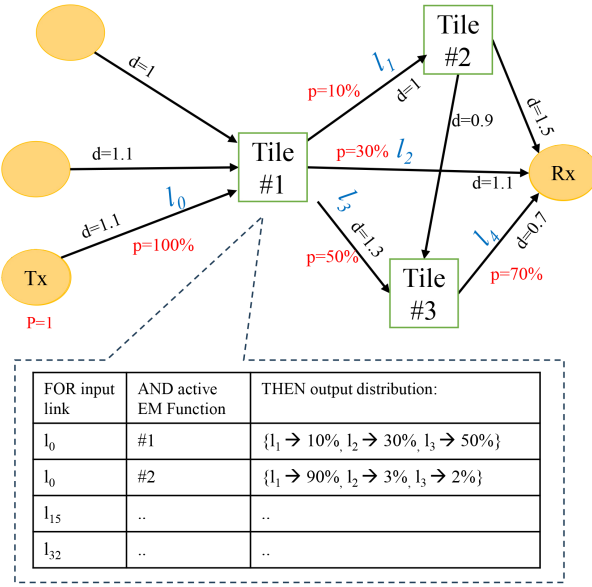 Tile
#2
l₁
d=1
p=10%
d=1
d=0.9
d=1.5
d=1.1
Tile
#1
p=30%
l₂
d=1.1
Rx
l₀
d=1.1
p=100%
l₃
d=1.3
p=50%
l₄
d=0.7
p=70%
Tile
#3
Tx
P=1
FOR input
link
AND active
EM Function
THEN output distribution:
l₀
#1
{l₁ → 10%, l₂ → 30%, l₃ → 50%}
l₀
#2
{l₁ → 90%, l₂ → 3%, l₃ → 2%}
l₁₅
..
..
l₃₂
..
..